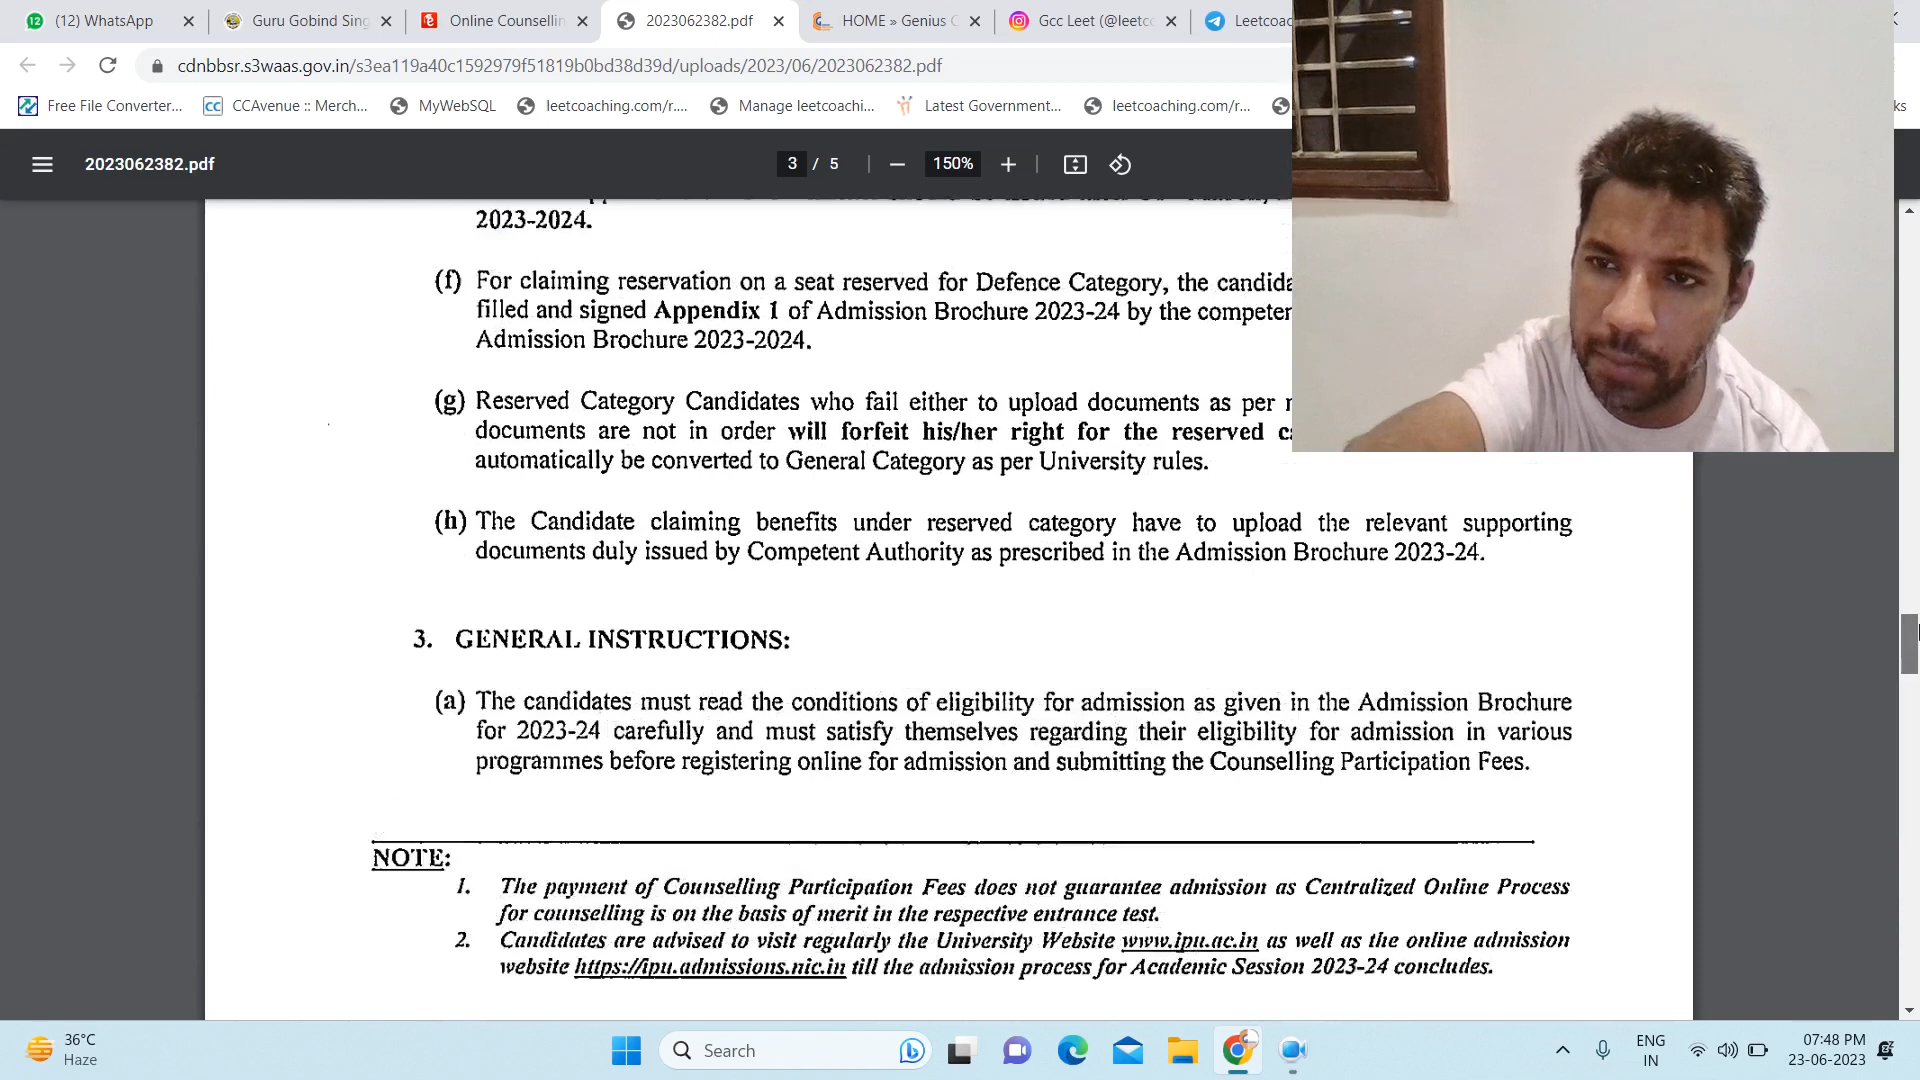 (12) WhatsApp
Guru Gobind Sing
Online Counsellin
2023062382.pdf
HOME » Genius C
Gcc Leet (@leetc
Leetcoa
cdnbbsr.s3waas.gov.in/s3ea119a40c1592979f51819b0bd38d39d/uploads/2023/06/2023062382.pdf
Free File Converter...
CCAvenue :: Merch...
MyWebSQL
leetcoaching.com/r....
Manage leetcoachi...
Latest Government...
leetcoaching.com/r...
ks
2023062382.pdf
3 / 5
150%
2023-2024.
(f) For claiming reservation on a seat reserved for Defence Category, the candida
filled and signed Appendix 1 of Admission Brochure 2023-24 by the competen
Admission Brochure 2023-2024.
(g) Reserved Category Candidates who fail either to upload documents as per
documents are not in order will forfeit his/her right for the reserved
automatically be converted to General Category as per University rules.
(h) The Candidate claiming benefits under reserved category have to upload the relevant supporting
documents duly issued by Competent Authority as prescribed in the Admission Brochure 2023-24.
3. GENERAL INSTRUCTIONS:
(a) The candidates must read the conditions of eligibility for admission as given in the Admission Brochure
for 2023-24 carefully and must satisfy themselves regarding their eligibility for admission in various
programmes before registering online for admission and submitting the Counselling Participation Fees.
NOTE:
1. The payment of Counselling Participation Fees does not guarantee admission as Centralized Online Process
for counselling is on the basis of merit in the respective entrance test.
2. Candidates are advised to visit regularly the University Website www.ipu.ac.in as well as the online admission
website https://ipu.admissions.nic.in till the admission process for Academic Session 2023-24 concludes.
36°C
Haze
Search
ENG
IN
07:48 PM
23-06-2023